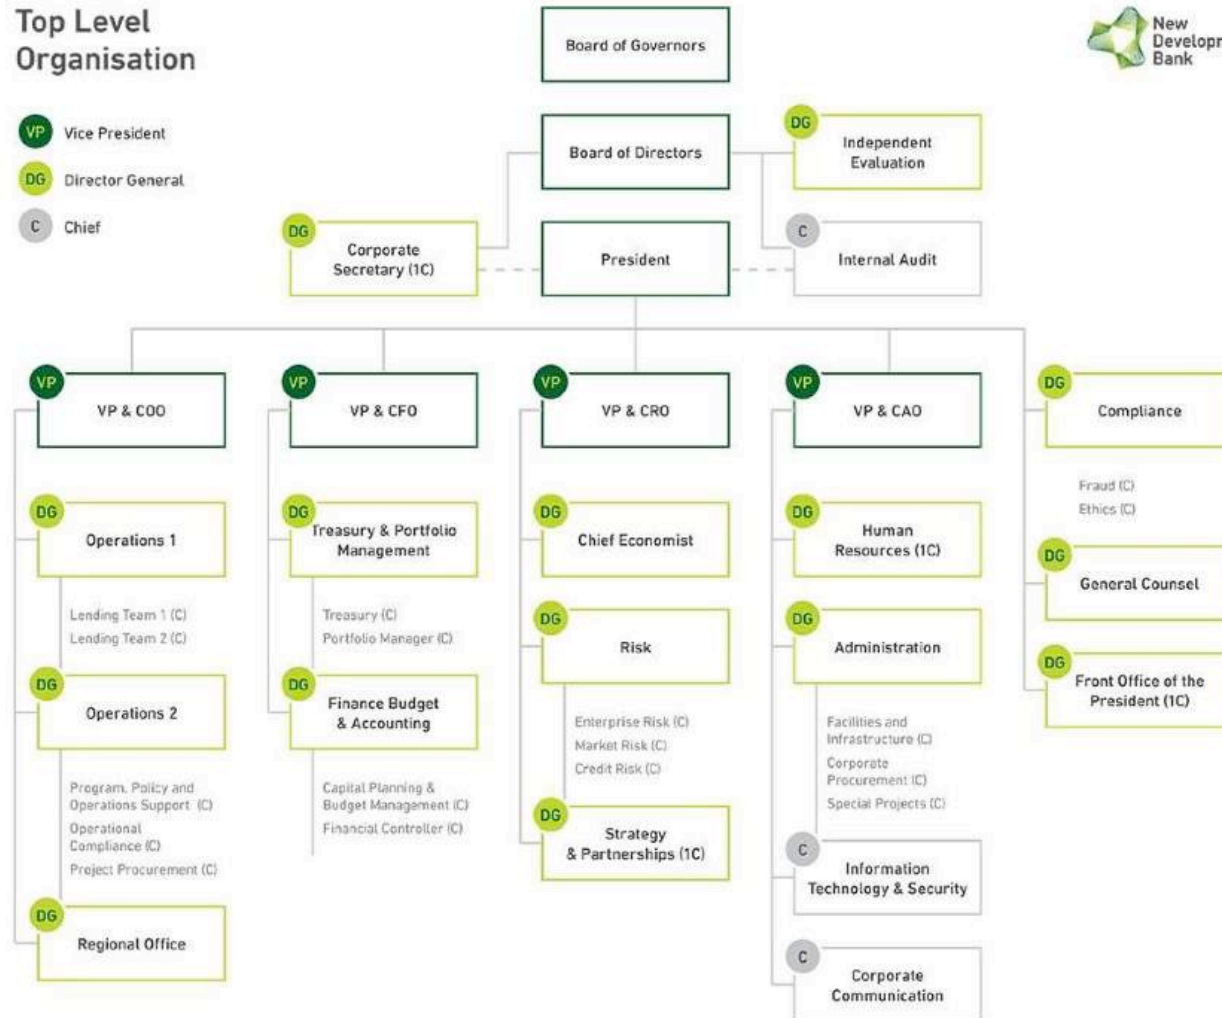 Top Level
Organisation
VP Vice President
DG Director General
C Chief
New
Developm
Bank
Board of Governors
Board of Directors
DG
Independent
Evaluation
DG
Corporate
Secretary (1C)
President
C
Internal Audit
VP
VP & COO
VP
VP & CFO
VP
VP & CRO
VP
VP & CAO
DG
Compliance
Fraud (C)
Ethics (C)
DG
Operations 1
Lending Team 1 (C)
Lending Team 2 (C)
DG
Operations 2
Program, Policy and
Operations Support (C)
Operational
Compliance (C)
Project Procurement (C)
DG
Regional Office
DG
Treasury & Portfolio
Management
Treasury (C)
Portfolio Manager (C)
DG
Finance Budget
& Accounting
Capital Planning &
Budget Management (C)
Financial Controller (C)
DG
Chief Economist
DG
Risk
Enterprise Risk (C)
Market Risk (C)
Credit Risk (C)
DG
Strategy
& Partnerships (1C)
DG
Human
Resources (1C)
DG
Administration
Facilities and
Infrastructure (C)
Corporate
Procurement (C)
Special Projects (C)
C
Information
Technology & Security
C
Corporate
Communication
DG
General Counsel
DG
Front Office of the
President (1C)